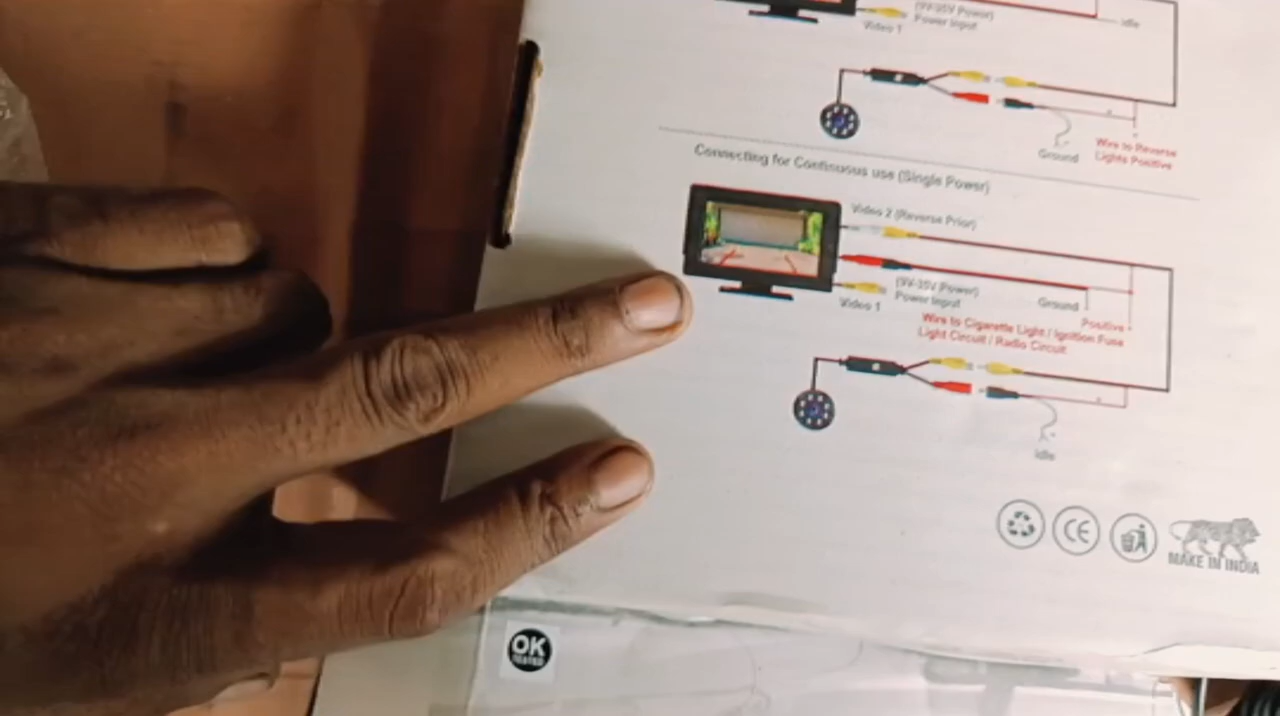 (9V-35V Power)
Video 1 Power Input
Idle
Ground
Wire to Reverse
Lights Positive
Connecting for Continuous use (Single Power)
Video 2 (Reverse Prior)
(9V-35V Power)
Video 1 Power Input
Ground
Positive
Wire to Cigarette Light / Ignition Fuse
Light Circuit / Radio Circuit
Idle
CE
MAKE IN INDIA
OK
TESTED